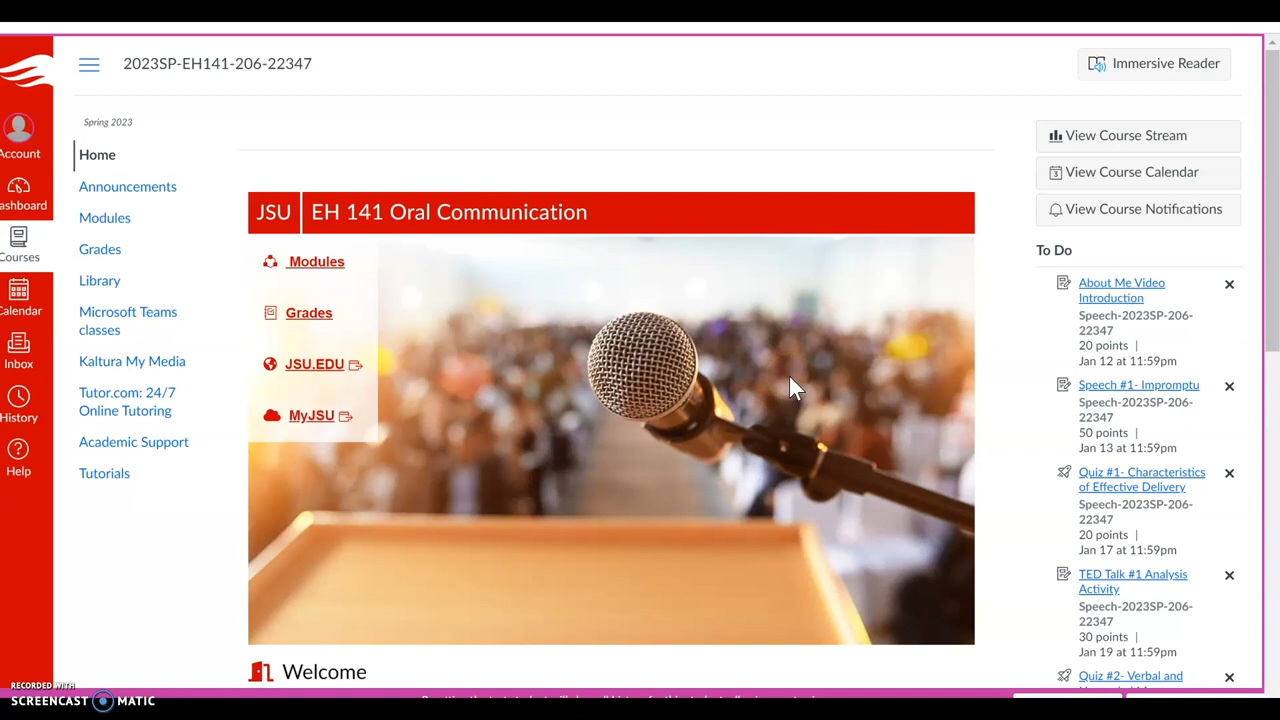 2023SP-EH141-206-22347
Immersive Reader
Account
ashboard
Courses
Calendar
Inbox
History
Help
Spring 2023
Home
Announcements
Modules
Grades
Library
Microsoft Teams
classes
Kaltura My Media
Tutor.com: 24/7
Online Tutoring
Academic Support
Tutorials
JSU EH 141 Oral Communication
Modules
Grades
JSU.EDU
MyJSU
Welcome
View Course Stream
3 View Course Calendar
View Course Notifications
To Do
About Me Video
Introduction
Speech-2023SP-206-
22347
20 points |
Jan 12 at 11:59pm
Speech #1- Impromptu
Speech-2023SP-206-
22347
50 points |
Jan 13 at 11:59pm
Quiz #1- Characteristics
of Effective Delivery
Speech-2023SP-206-
22347
20 points |
Jan 17 at 11:59pm
TED Talk #1 Analysis
Activity
Speech-2023SP-206-
22347
30 points |
Jan 19 at 11:59pm
Quiz #2- Verbal and
RECORDED WITH
SCREENCAST MATIC